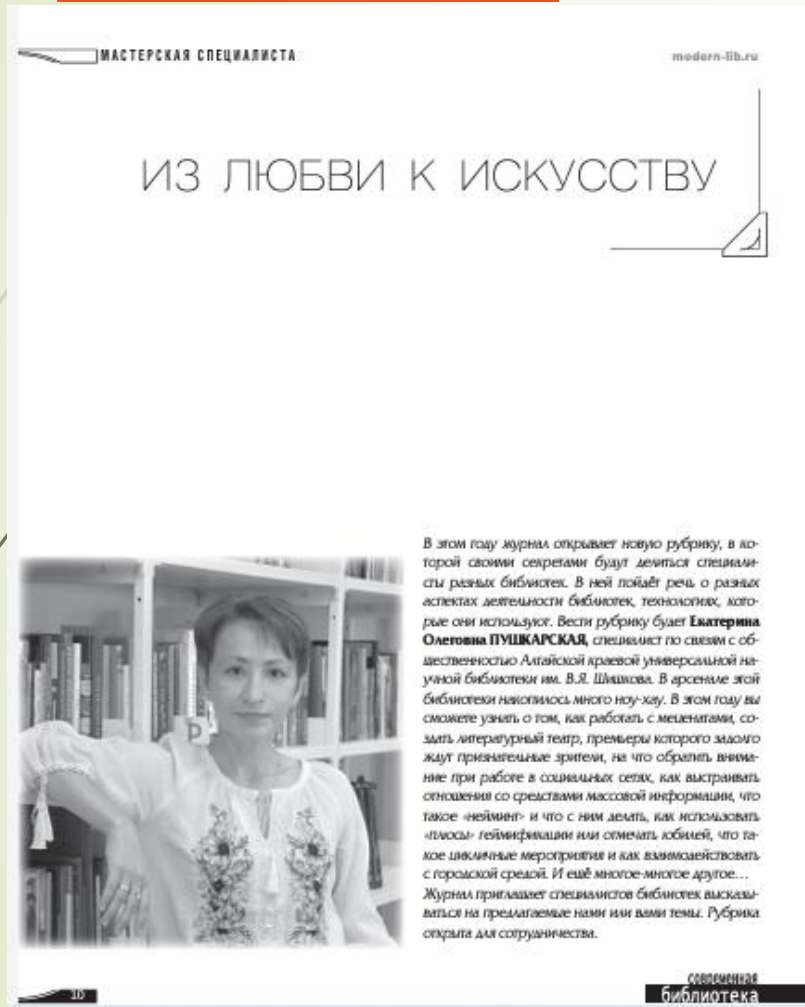 МАСТЕРСКАЯ СПЕЦИАЛИСТА
modern-lib.ru
ИЗ ЛЮБВИ К ИСКУССТВУ
В этом году журнал открывает новую рубрику, в ко-
торой своими секретами будут делиться специали-
сты разных библиотек. В ней пойдёт речь о разных
аспектах деятельности библиотек, технологиях, кото-
рые они используют. Вести рубрику будет Екатерина
Олеговна ПУШКАРСКАЯ, специалист по связям с об-
щественностью Алтайской краевой универсальной на-
учной библиотеки им. В.Я. Шишкова. В арсенале этой
библиотеки накопилось много ноу-хау. В этом году вы
сможете узнать о том, как работать с меценатами, со-
здать литературный театр, премьеры которого задолго
ждут признательные зрители, на что обратить внима-
ние при работе в социальных сетях, как выстраивать
отношения со средствами массовой информации, что
такое «нейминг» и что с ним делать, как использовать
«плюсы» геймификации или отмечать юбилей, что та-
кое цикличные мероприятия и как взаимодействовать
с городской средой. И ещё многое-многое другое…
Журнал приглашает специалистов библиотек высказы-
ваться на предлагаемые нами или вами темы. Рубрика
открыта для сотрудничества.
Р
10
современная
библиотека